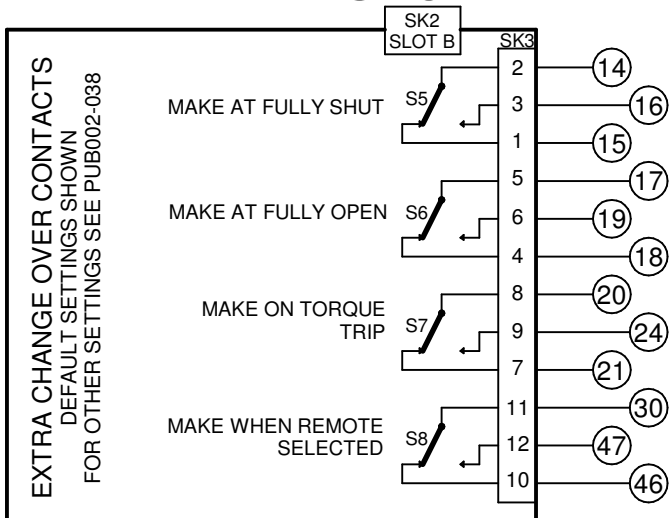 SK2
SLOT B
SK3
EXTRA CHANGE OVER CONTACTS
DEFAULT SETTINGS SHOWN
FOR OTHER SETTINGS SEE PUB002-038
MAKE AT FULLY SHUT
S5
2
14
3
16
1
15
MAKE AT FULLY OPEN
S6
5
17
6
19
4
18
MAKE ON TORQUE
TRIP
S7
8
20
9
24
7
21
MAKE WHEN REMOTE
SELECTED
S8
11
30
12
47
10
46